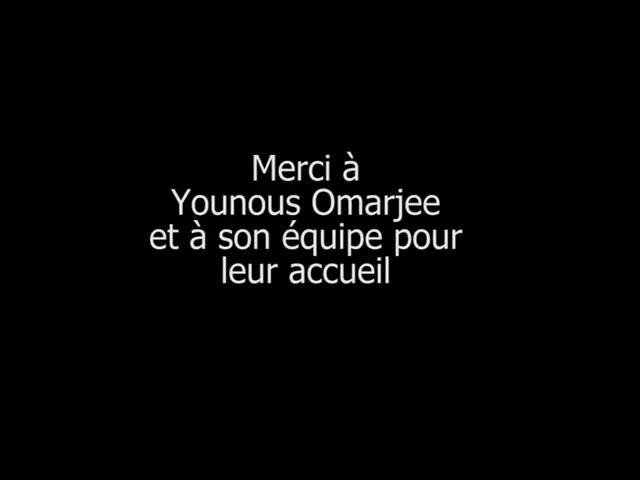 Merci à
Younous Omarjee
et à son équipe pour
leur accueil